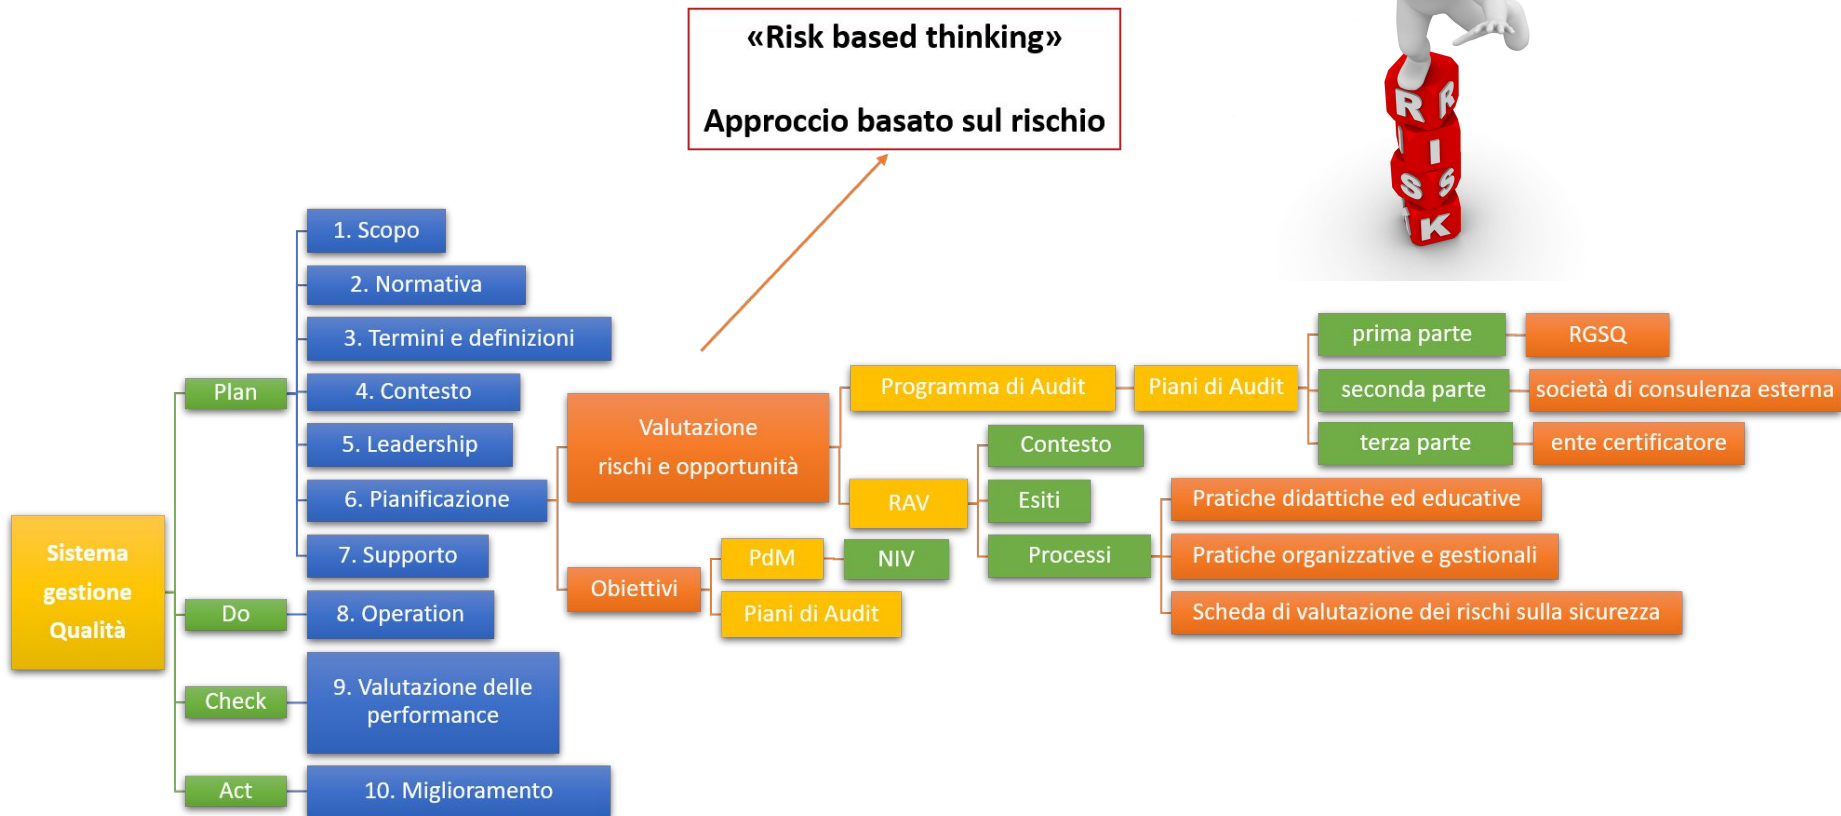 «Risk based thinking»
Approccio basato sul rischio
R R
I I
S S
K
Sistema
gestione
Qualità
Plan
1. Scopo
2. Normativa
3. Termini e definizioni
4. Contesto
5. Leadership
6. Pianificazione
7. Supporto
Valutazione
rischi e opportunità
Programma di Audit
Piani di Audit
prima parte
RGSQ
seconda parte
società di consulenza esterna
terza parte
ente certificatore
RAV
Contesto
Esiti
Processi
Pratiche didattiche ed educative
Pratiche organizzative e gestionali
Scheda di valutazione dei rischi sulla sicurezza
Obiettivi
PdM
NIV
Piani di Audit
Do
8. Operation
Check
9. Valutazione delle
performance
Act
10. Miglioramento